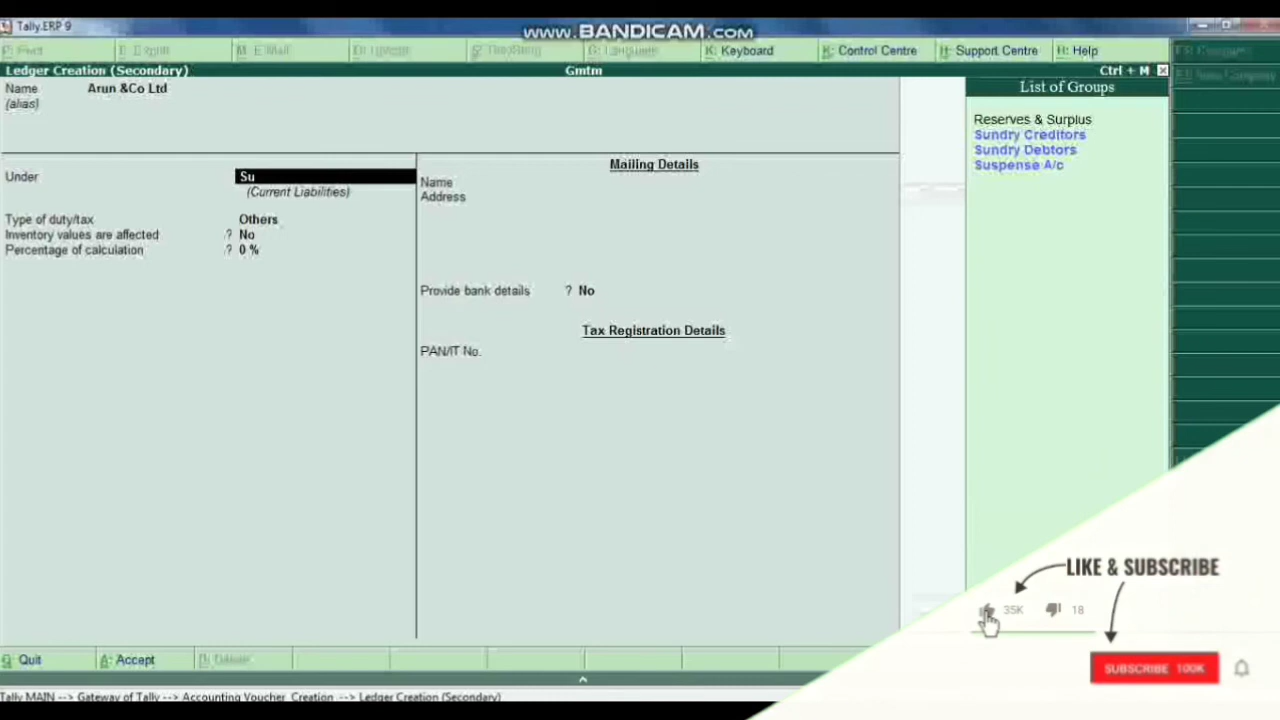 Tally.ERP 9
www.BANDICAM.com
K: Keyboard
K: Control Centre
H: Support Centre
H: Help
Ledger Creation (Secondary)
Gmtm
Ctrl + M
Name Arun &Co Ltd
(alias)
List of Groups
Reserves & Surplus
Sundry Creditors
Sundry Debtors
Suspense A/c
Under Su
(Current Liabilities)
Type of duty/tax Others
Inventory values are affected ? No
Percentage of calculation ? 0 %
Mailing Details
Name
Address
Provide bank details ? No
Tax Registration Details
PAN/IT No.
LIKE & SUBSCRIBE
35K 18
SUBSCRIBE 100K
Q: Quit
A: Accept
Tally MAIN --> Gateway of Tally --> Accounting Voucher Creation --> Ledger Creation (Secondary)